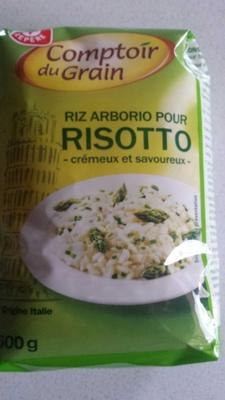 Comptoir
du Grain
RIZ ARBORIO POUR
RISOTTO
- crémeux et savoureux -
Origine Italie
500 g